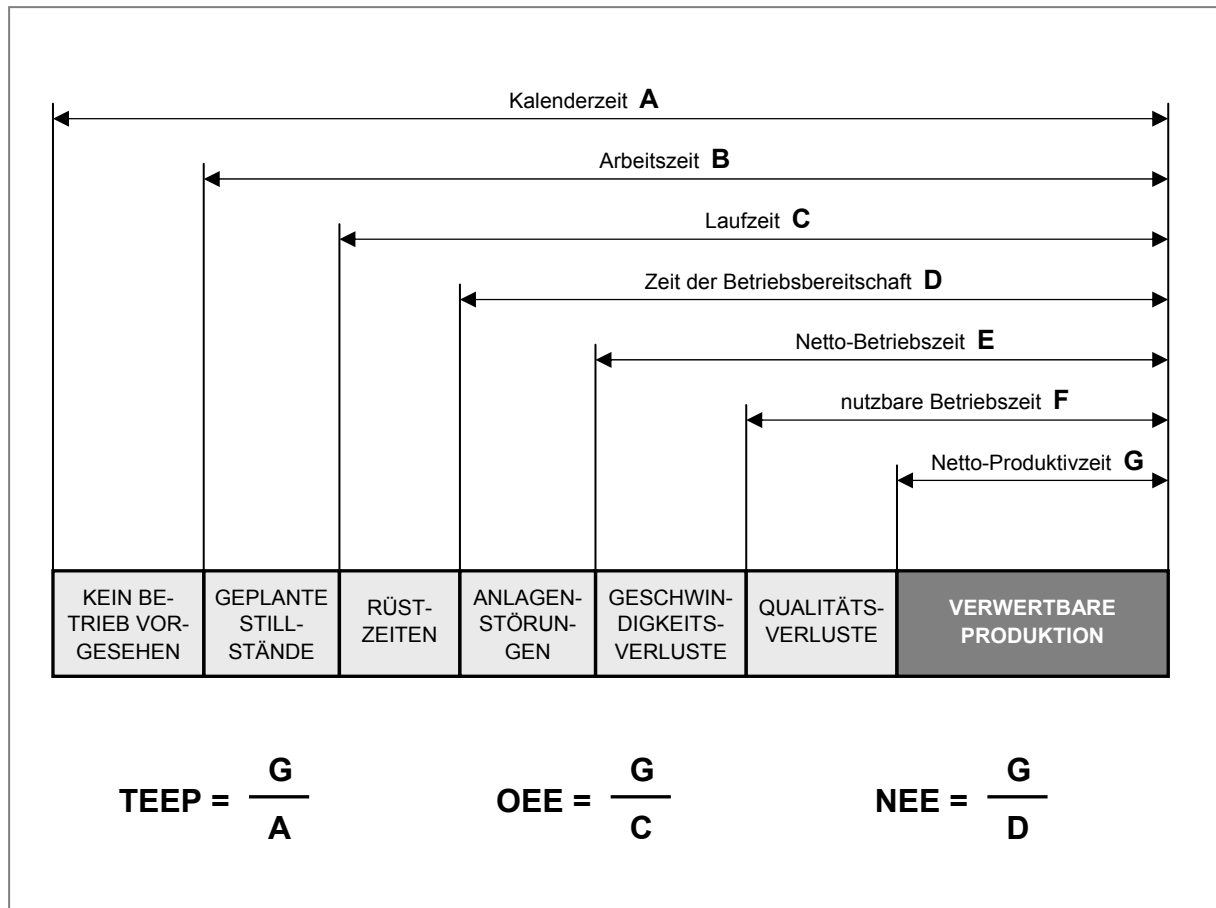 Kalenderzeit A
Arbeitszeit B
Laufzeit C
Zeit der Betriebsbereitschaft D
Netto-Betriebszeit E
nutzbare Betriebszeit F
Netto-Produktivzeit G
KEIN BE-
TRIEB VOR-
GESEHEN
GEPLANTE
STILL-
STÄNDE
RÜST-
ZEITEN
ANLAGEN-
STÖRUN-
GEN
GESCHWIN-
DIGKEITS-
VERLUSTE
QUALITÄTS-
VERLUSTE
VERWERTBARE
PRODUKTION
TEEP =
G
A
OEE =
G
C
NEE =
G
D